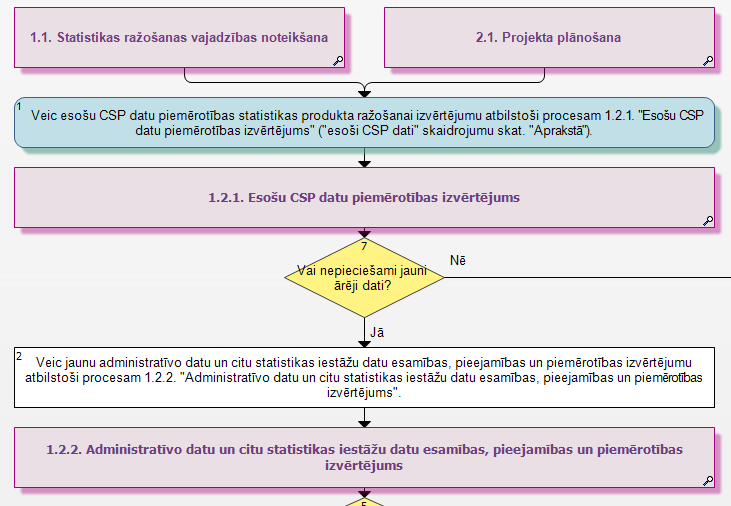 1.1. Statistikas ražošanas vajadzības noteikšana
2.1. Projekta plānošana
1
Veic esošu CSP datu piemērotības statistikas produkta ražošanai izvērtējumu atbilstoši procesam 1.2.1. "Esošu CSP
datu piemērotības izvērtējums" ("esoši CSP dati" skaidrojumu skat. "Aprakstā").
1.2.1. Esošu CSP datu piemērotības izvērtējums
7
Vai nepieciešami jauni
ārēji dati?
Nē
Jā
2
Veic jaunu administratīvo datu un citu statistikas iestāžu datu esamības, pieejamības un piemērotības izvērtējumu
atbilstoši procesam 1.2.2. "Administratīvo datu un citu statistikas iestāžu datu esamības, pieejamības un piemērotības
izvērtējums".
1.2.2. Administratīvo datu un citu statistikas iestāžu datu esamības, pieejamības un piemērotības
izvērtējums
5